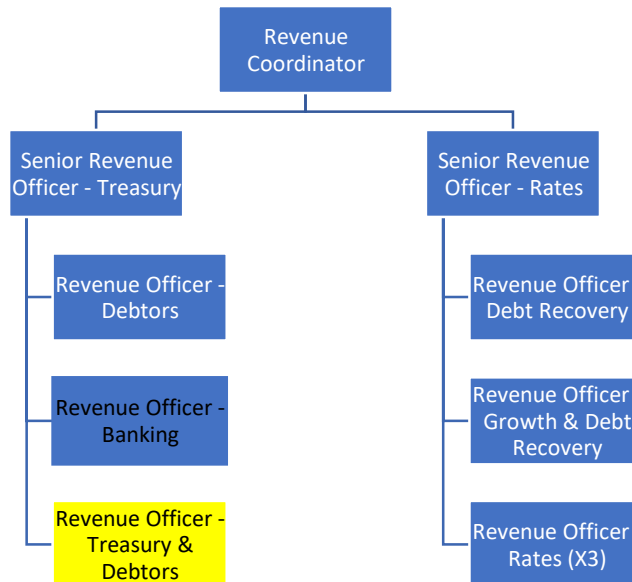 Revenue
Coordinator
Senior Revenue
Officer - Treasury
Senior Revenue
Officer - Rates
Revenue Officer -
Debtors
Revenue Officer -
Banking
Revenue Officer -
Treasury &
Debtors
Revenue Officer
Debt Recovery
Revenue Officer
Growth & Debt
Recovery
Revenue Officer
Rates (X3)